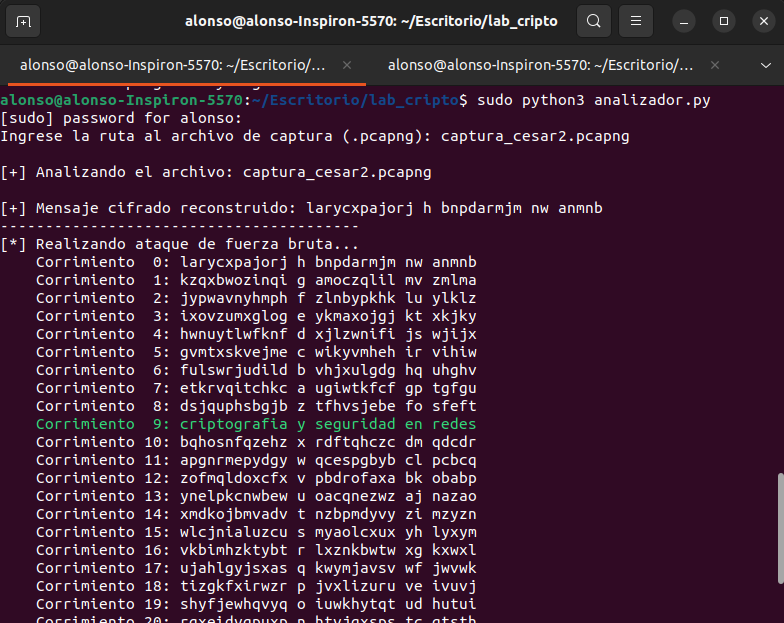 alonso@alonso-Inspiron-5570: ~/Escritorio/lab_cripto
alonso@alonso-Inspiron-5570: ~/Escritorio/... × alonso@alonso-Inspiron-5570: ~/Escritorio/... ×
alonso@alonso-Inspiron-5570:~/Escritorio/lab_cripto$ sudo python3 analizador.py
[sudo] password for alonso:
Ingrese la ruta al archivo de captura (.pcapng): captura_cesar2.pcapng
[+] Analizando el archivo: captura_cesar2.pcapng
[+] Mensaje cifrado reconstruido: larycxpajorj h bnpdarmjm nw anmnb
----------------------------------------
[*] Realizando ataque de fuerza bruta...
Corrimiento  0: larycxpajorj h bnpdarmjm nw anmnb
Corrimiento  1: kzqxbwozinqi g amoczqlil mv zmlma
Corrimiento  2: jypwavnyhmph f zlnbypkhk lu ylklz
Corrimiento  3: ixovzumxglog e ykmaxojgj kt xkjky
Corrimiento  4: hwnuytlwfknf d xjlzwnifi js wjijx
Corrimiento  5: gvmtxskvejme c wikyvmheh ir vihiw
Corrimiento  6: fulswrjudild b vhjxulgdg hq uhghv
Corrimiento  7: etkrvqitchkc a ugiwtkfcf gp tgfgu
Corrimiento  8: dsjquphsbgjb z tfhvsjebe fo sfeft
Corrimiento  9: criptografia y seguridad en redes
Corrimiento 10: bqhosnfqzehz x rdftqhczc dm qdcdr
Corrimiento 11: apgnrmepydgy w qcespgbyb cl pcbcq
Corrimiento 12: zofmqldoxcfx v pbdrofaxa bk obabp
Corrimiento 13: ynelpkcnwbew u oacqnezwz aj nazao
Corrimiento 14: xmdkojbmvadv t nzbpmdyvy zi mzyzn
Corrimiento 15: wlcjnialuzcu s myaolcxux yh lyxym
Corrimiento 16: vkbimhzktybt r lxznkbwtw xg kxwxl
Corrimiento 17: ujahlgyjsxas q kwymjavsv wf jwvwk
Corrimiento 18: tizgkfxirwzr p jvxlizuru ve ivuvj
Corrimiento 19: shyfjewhqvyq o iuwkhytqt ud hutui